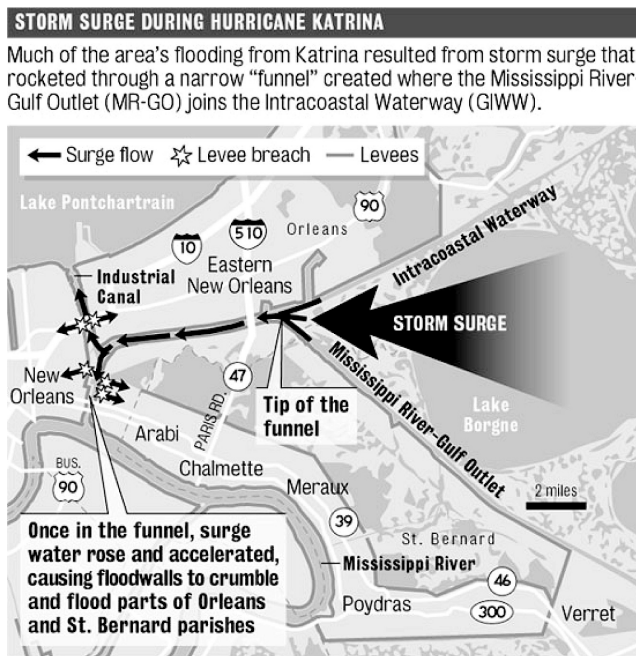 STORM SURGE DURING HURRICANE KATRINA
Much of the area's flooding from Katrina resulted from storm surge that
rocketed through a narrow “funnel” created where the Mississippi River-
Gulf Outlet (MR-GO) joins the Intracoastal Waterway (GIWW).
Surge flow
Levee breach
Levees
Lake Pontchartrain
90
10
510
Orleans
Intracoastal Waterway
Industrial
Canal
Eastern
New Orleans
STORM SURGE
Mississippi River–Gulf Outlet
New
Orleans
47
PARIS RD.
Tip of the
funnel
Lake
Borgne
Arabi
BUS.
90
Chalmette
Meraux
2 miles
39
Once in the funnel, surge
water rose and accelerated,
causing floodwalls to crumble
and flood parts of Orleans
and St. Bernard parishes
St. Bernard
Mississippi River
46
Poydras
300
Verret